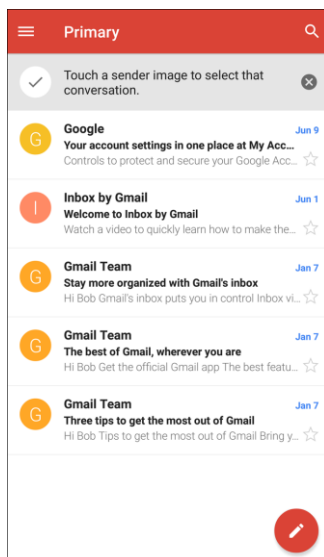 Primary
Touch a sender image to select that
conversation.
G Google Jun 9
Your account settings in one place at My Acc...
Controls to protect and secure your Google Acc...
I Inbox by Gmail Jun 1
Welcome to Inbox by Gmail
Watch a video to quickly learn how to make the...
G Gmail Team Jan 7
Stay more organized with Gmail's inbox
Hi Bob Gmail's inbox puts you in control Inbox vi...
G Gmail Team Jan 7
The best of Gmail, wherever you are
Hi Bob Get the official Gmail app The best featu...
G Gmail Team Jan 7
Three tips to get the most out of Gmail
Hi Bob Tips to get the most out of Gmail Bring y...